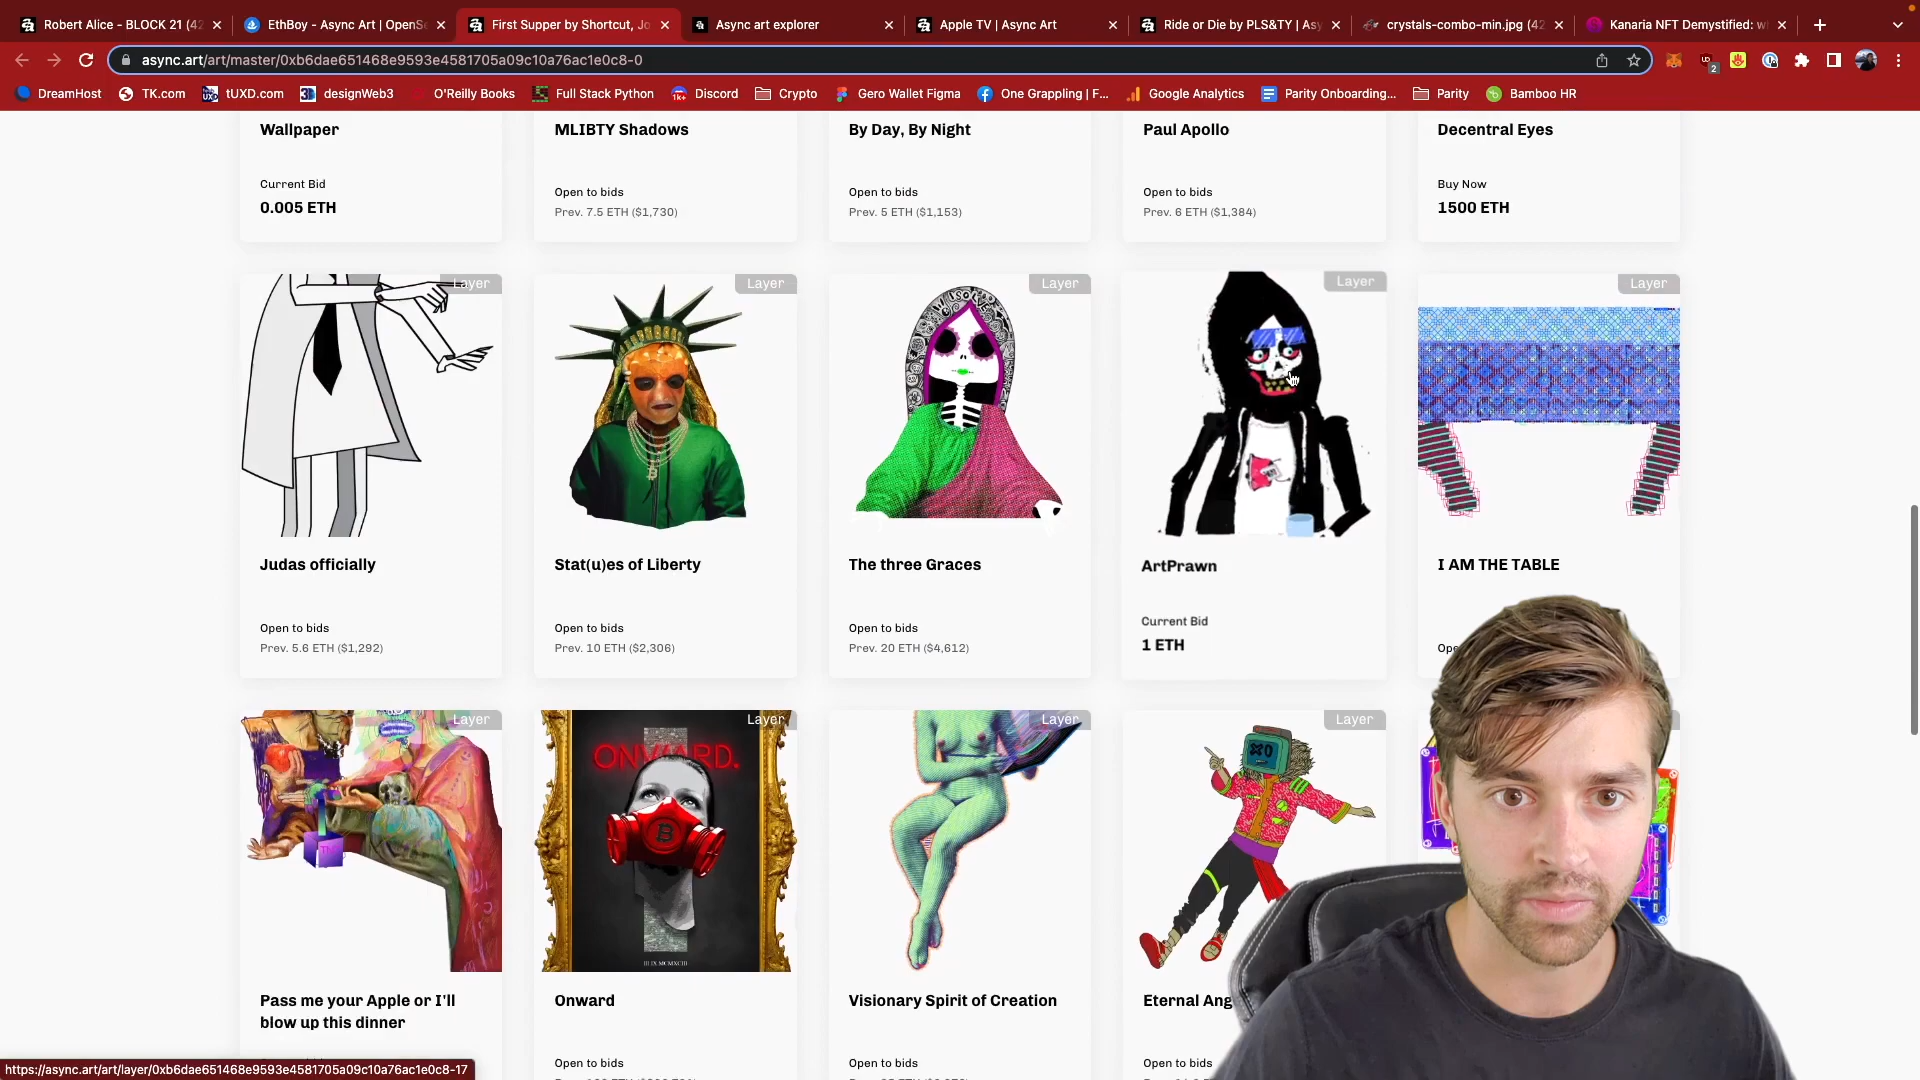 Robert Alice - BLOCK 21 (42
EthBoy - Async Art | OpenSe
First Supper by Shortcut, Jo
Async art explorer
Apple TV | Async Art
Ride or Die by PLS&TY | Asy
crystals-combo-min.jpg (42
Kanaria NFT Demystified: w
async.art/art/master/0xb6dae651468e9593e4581705a09c10a76ac1e0c8-0
2
DreamHost
TK.com
tUXD.com
designWeb3
O'Reilly Books
Full Stack Python
Discord
Crypto
Gero Wallet Figma
One Grappling | F...
Google Analytics
Parity Onboarding...
Parity
Bamboo HR
Wallpaper
MLIBTY Shadows
By Day, By Night
Paul Apollo
Decentral Eyes
Current Bid
0.005 ETH
Open to bids
Prev. 7.5 ETH ($1,730)
Open to bids
Prev. 5 ETH ($1,153)
Open to bids
Prev. 6 ETH ($1,384)
Buy Now
1500 ETH
Layer
Layer
Layer
Layer
Layer
Judas officially
Stat(u)es of Liberty
The three Graces
ArtPrawn
I AM THE TABLE
Open to bids
Prev. 5.6 ETH ($1,292)
Open to bids
Prev. 10 ETH ($2,306)
Open to bids
Prev. 20 ETH ($4,612)
Current Bid
1 ETH
Ope
Layer
Layer
Layer
Layer
ONWARD.
III IX MCMXCIII
Pass me your Apple or I'll
blow up this dinner
Onward
Visionary Spirit of Creation
Eternal Ang
Open to bids
Open to bids
Open to bids
https://async.art/art/layer/0xb6dae651468e9593e4581705a09c10a76ac1e0c8-17